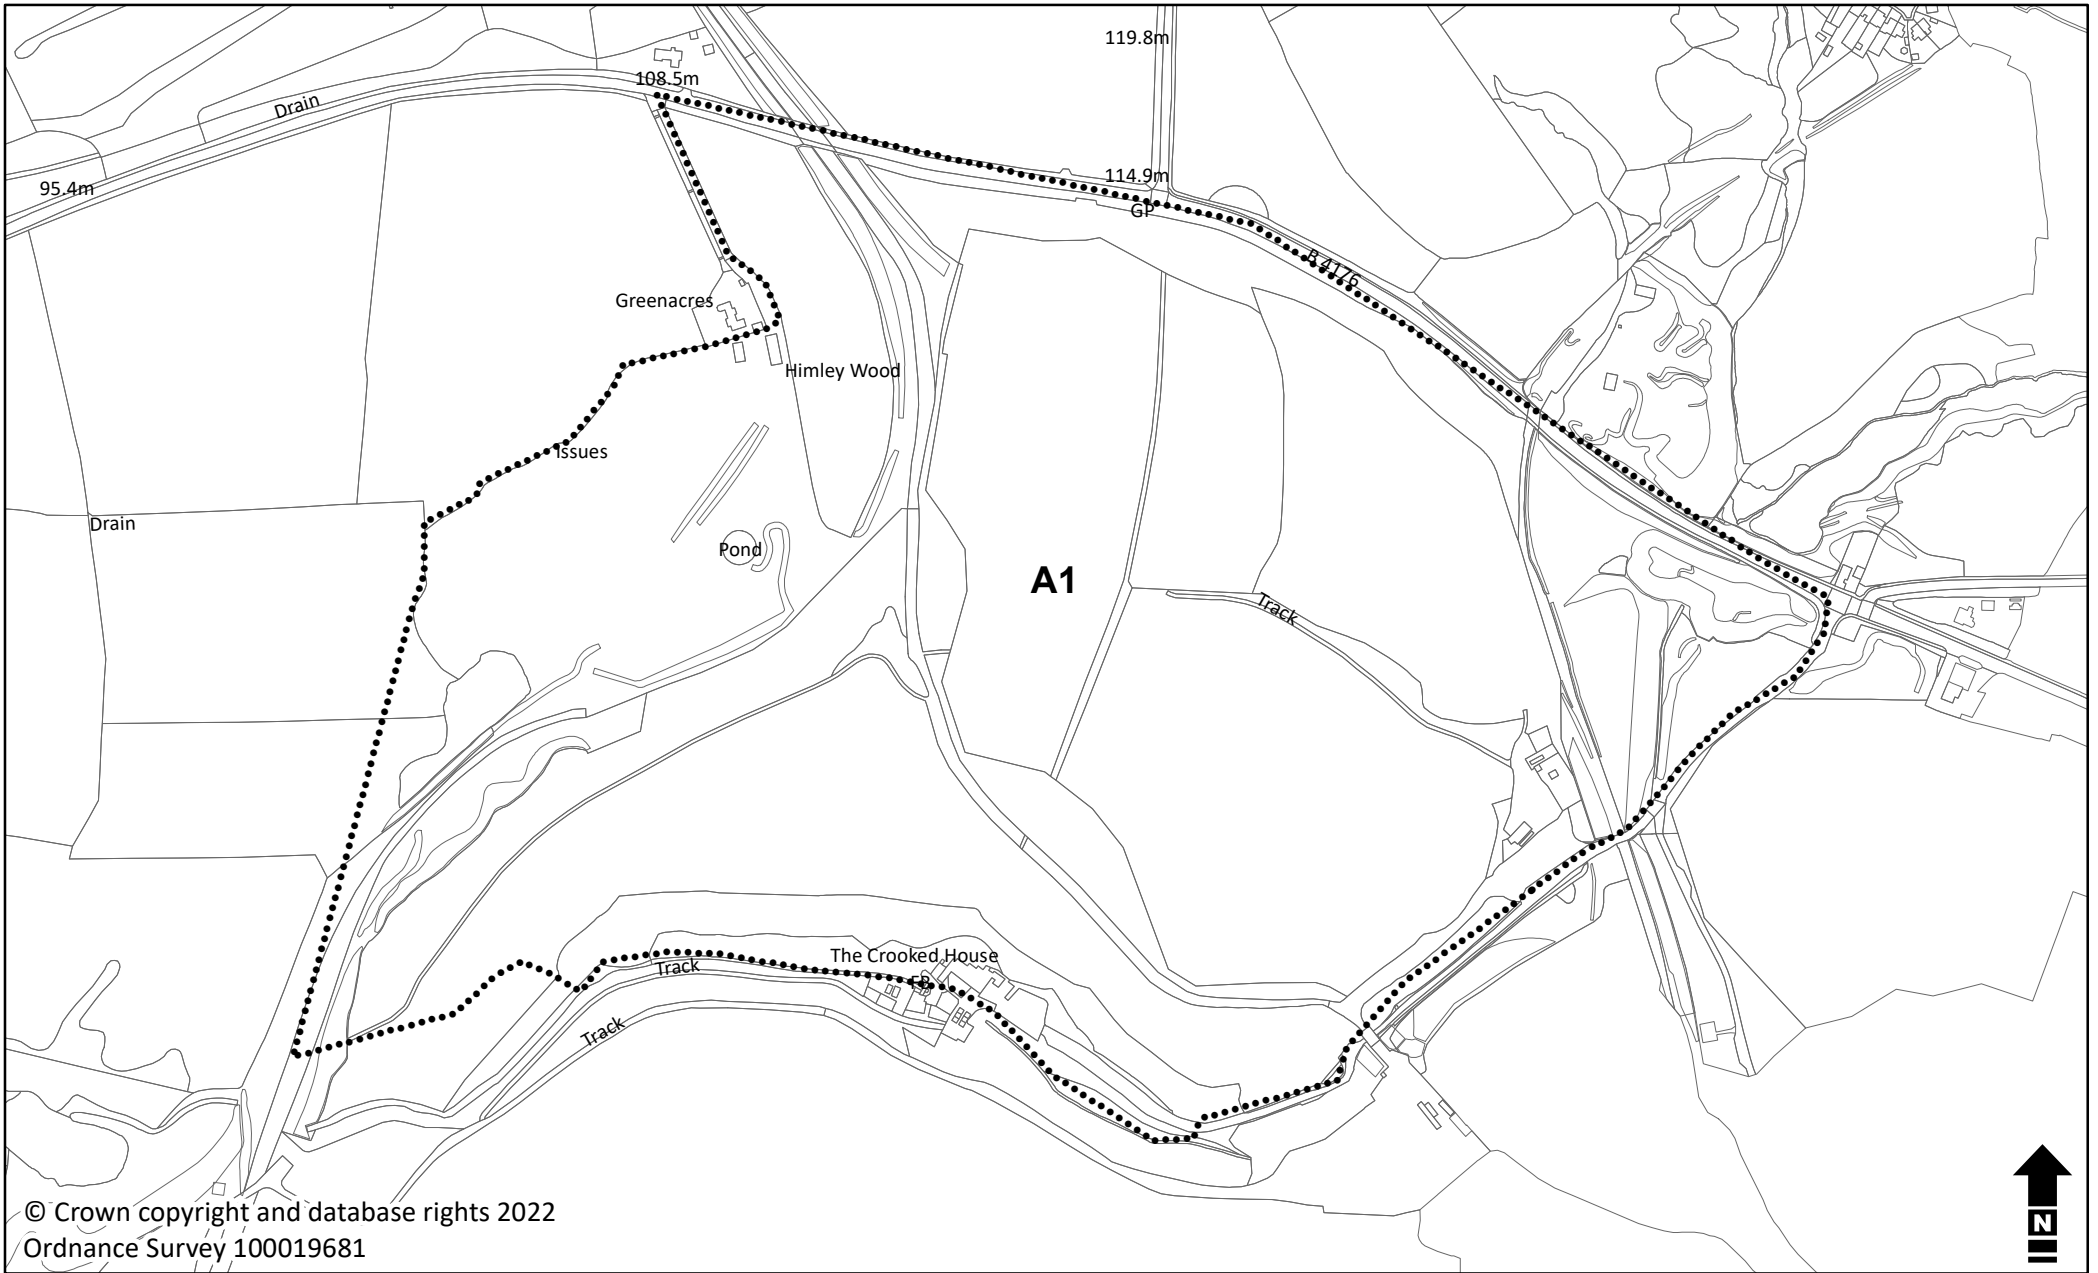 119.8m
108.5m
Drain
95.4m
114.9m
GP
B 4176
Greenacres
Himley Wood
Issues
Drain
Pond
A1
Track
The Crooked House
Track
FB
Track
© Crown copyright and database rights 2022
Ordnance Survey 100019681
N